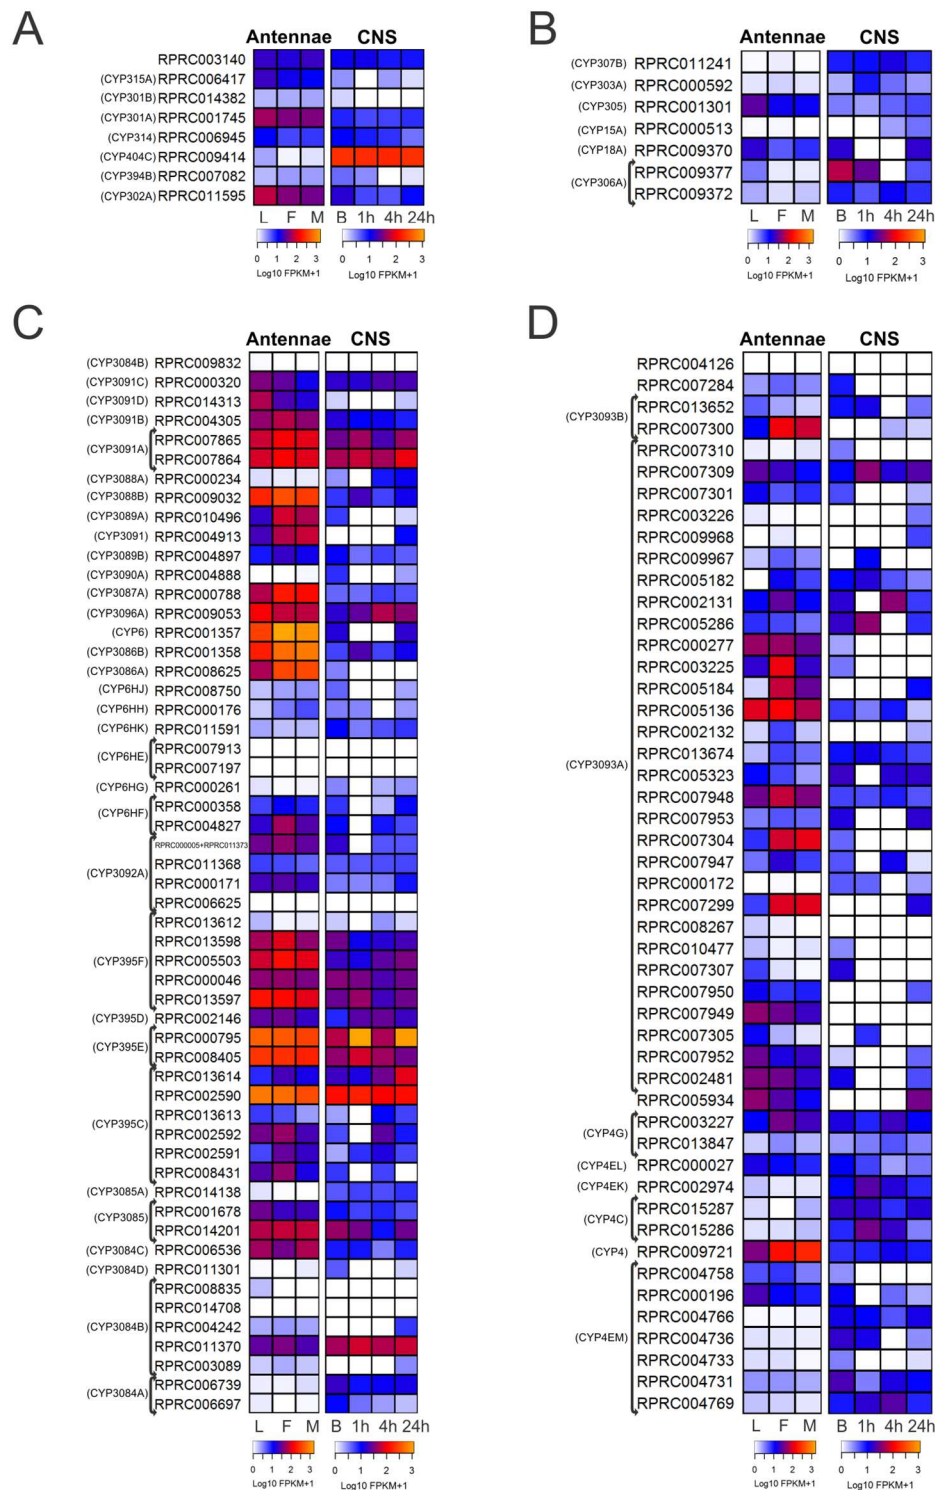 A
Antennae CNS
RPRC003140
(CYP315A) RPRC006417
(CYP301B) RPRC014382
(CYP301A) RPRC001745
(CYP314) RPRC006945
(CYP404C) RPRC009414
(CYP394B) RPRC007082
(CYP302A) RPRC011595
L F M B 1h 4h 24h
0 1 2 3 0 1 2 3
Log10 FPKM+1 Log10 FPKM+1
B
Antennae CNS
(CYP307B) RPRC011241
(CYP303A) RPRC000592
(CYP305) RPRC001301
(CYP15A) RPRC000513
(CYP18A) RPRC009370
(CYP306A) RPRC009377
RPRC009372
L F M B 1h 4h 24h
0 1 2 3 0 1 2 3
Log10 FPKM+1 Log10 FPKM+1
C
Antennae CNS
(CYP3084B) RPRC009832
(CYP3091C) RPRC000320
(CYP3091D) RPRC014313
(CYP3091B) RPRC004305
(CYP3091A) RPRC007865
RPRC007864
(CYP3088A) RPRC000234
(CYP3088B) RPRC009032
(CYP3089A) RPRC010496
(CYP3091) RPRC004913
(CYP3089B) RPRC004897
(CYP3090A) RPRC004888
(CYP3087A) RPRC000788
(CYP3096A) RPRC009053
(CYP6) RPRC001357
(CYP3086B) RPRC001358
(CYP3086A) RPRC008625
(CYP6HJ) RPRC008750
(CYP6HH) RPRC000176
(CYP6HK) RPRC011591
(CYP6HE) RPRC007913
RPRC007197
(CYP6HG) RPRC000261
(CYP6HF) RPRC000358
RPRC004827
RPRC000005+RPRC011373
(CYP3092A) RPRC011368
RPRC000171
RPRC006625
RPRC013612
RPRC013598
(CYP395F) RPRC005503
RPRC000046
RPRC013597
(CYP395D) RPRC002146
(CYP395E) RPRC000795
RPRC008405
RPRC013614
RPRC002590
(CYP395C) RPRC013613
RPRC002592
RPRC002591
RPRC008431
(CYP3085A) RPRC014138
(CYP3085) RPRC001678
RPRC014201
(CYP3084C) RPRC006536
(CYP3084D) RPRC011301
RPRC008835
RPRC014708
(CYP3084B) RPRC004242
RPRC011370
RPRC003089
(CYP3084A) RPRC006739
RPRC006697
L F M B 1h 4h 24h
0 1 2 3 0 1 2 3
Log10 FPKM+1 Log10 FPKM+1
D
Antennae CNS
RPRC004126
RPRC007284
(CYP3093B) RPRC013652
RPRC007300
RPRC007310
RPRC007309
RPRC007301
RPRC003226
RPRC009968
RPRC009967
RPRC005182
RPRC002131
RPRC005286
RPRC000277
RPRC003225
RPRC005184
RPRC005136
RPRC002132
RPRC013674
(CYP3093A) RPRC005323
RPRC007948
RPRC007953
RPRC007304
RPRC007947
RPRC000172
RPRC007299
RPRC008267
RPRC010477
RPRC007307
RPRC007950
RPRC007949
RPRC007305
RPRC007952
RPRC002481
RPRC005934
(CYP4G) RPRC003227
RPRC013847
(CYP4EL) RPRC000027
(CYP4EK) RPRC002974
(CYP4C) RPRC015287
RPRC015286
(CYP4) RPRC009721
RPRC004758
RPRC000196
RPRC004766
(CYP4EM) RPRC004736
RPRC004733
RPRC004731
RPRC004769
L F M B 1h 4h 24h
0 1 2 3 0 1 2 3
Log10 FPKM+1 Log10 FPKM+1